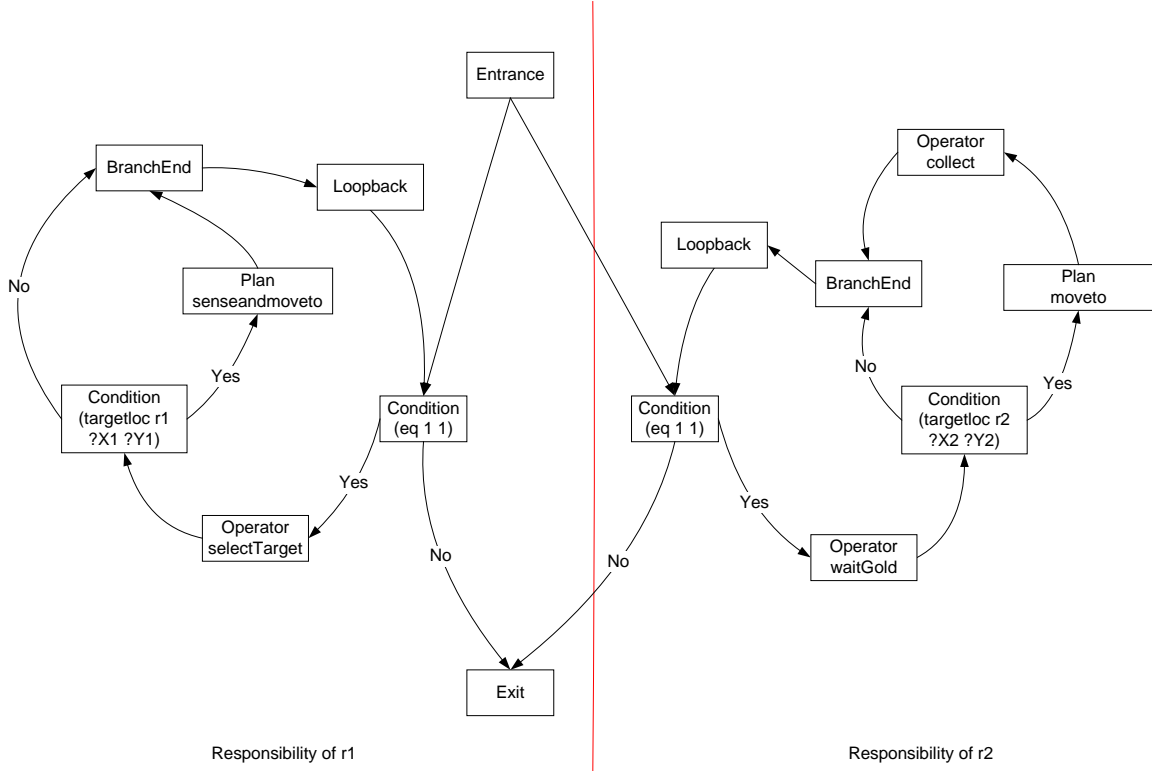 Entrance
BranchEnd
Loopback
Plan
senseandmoveto
No
Yes
Condition
(targetloc r1
?X1 ?Y1)
Condition
(eq 1 1)
Yes
Operator
selectTarget
No
Exit
Responsibility of r1
Operator
collect
Loopback
BranchEnd
Plan
moveto
No
Yes
Condition
(targetloc r2
?X2 ?Y2)
Condition
(eq 1 1)
Yes
Operator
waitGold
No
Responsibility of r2